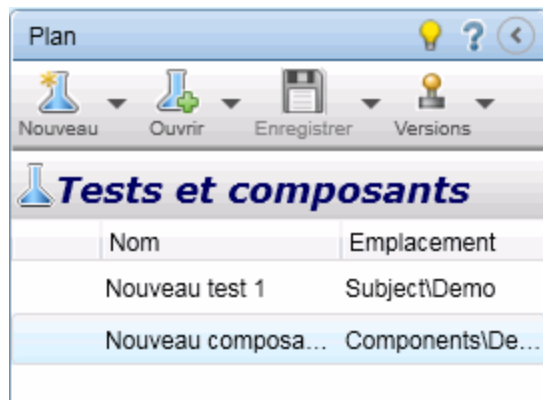 Plan
Nouveau Ouvrir Enregistrer Versions
Tests et composants
Nom Emplacement
Nouveau test 1 Subject\Demo
Nouveau composa... Components\De...